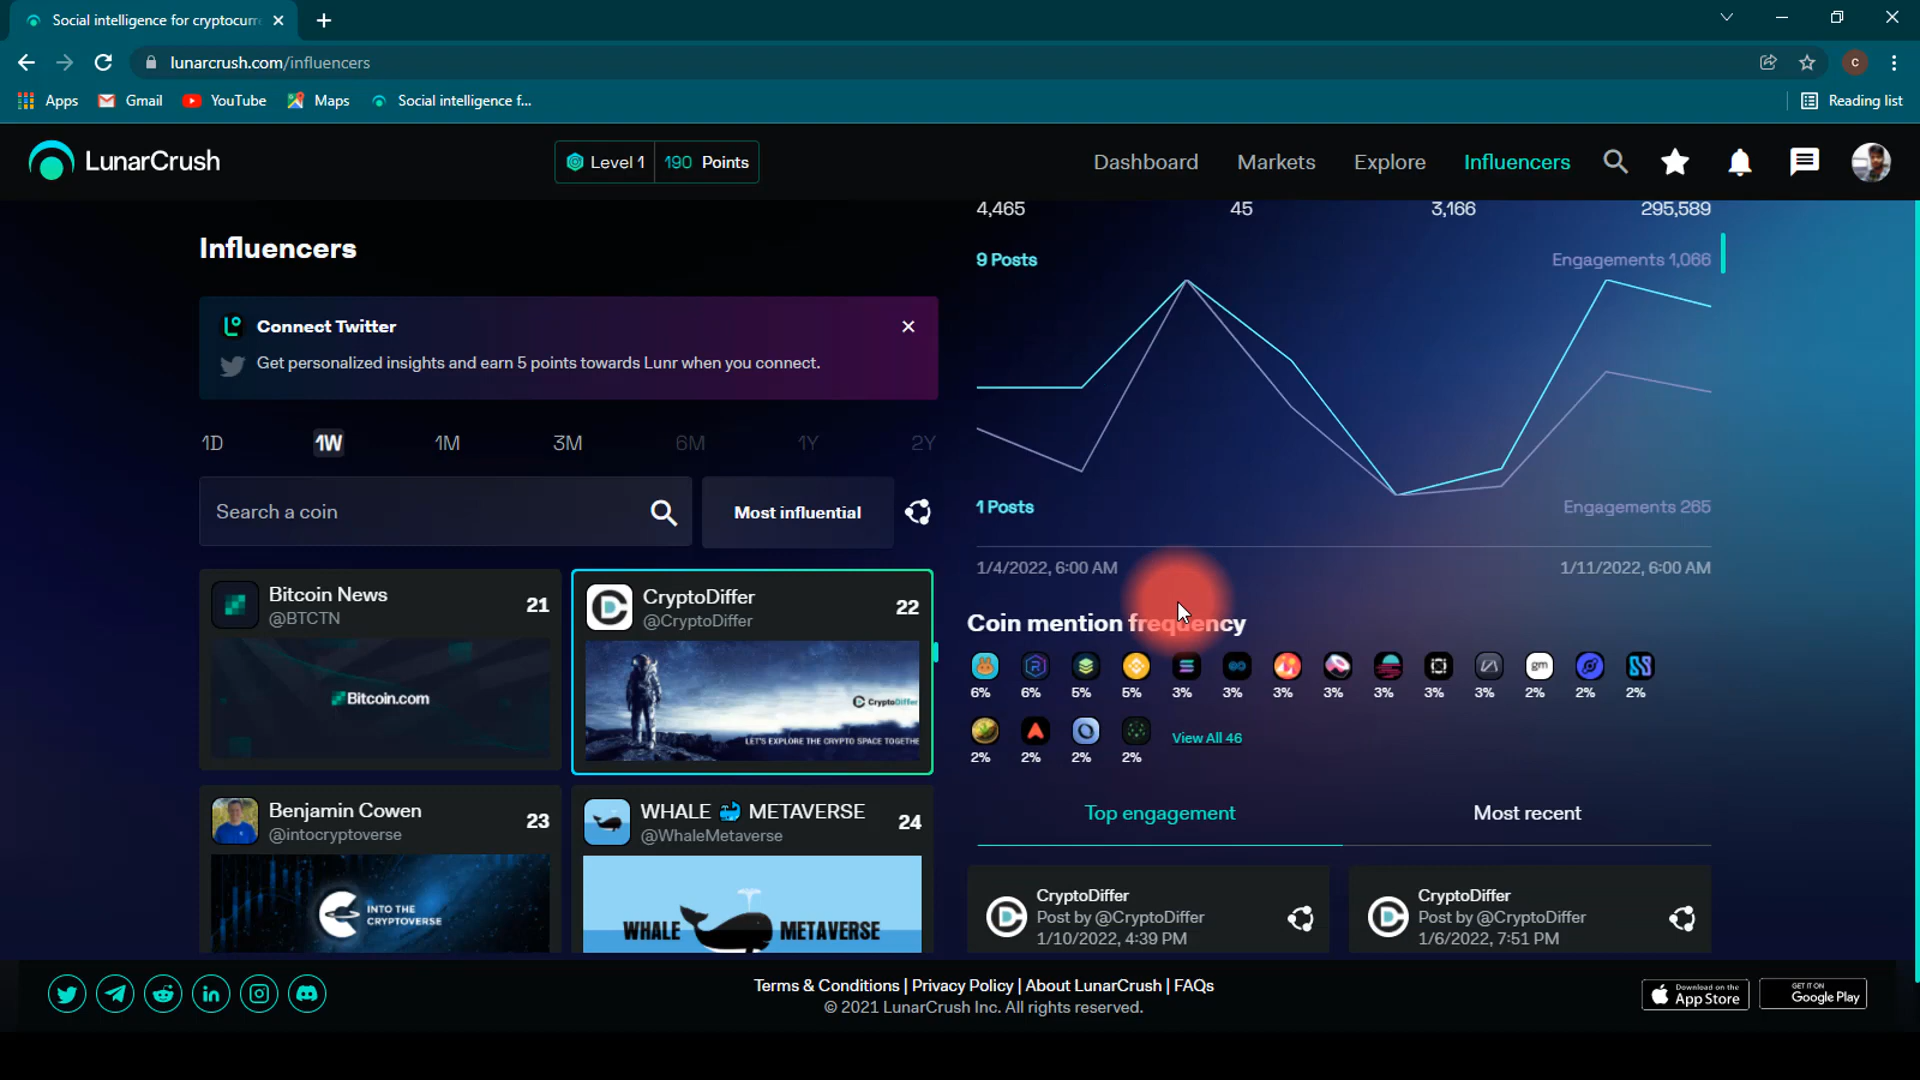 Social intelligence for cryptocurr
lunarcrush.com/influencers
C
Apps
Gmail
YouTube
Maps
Social intelligence f...
Reading list
LunarCrush
Level 1
190 Points
Dashboard
Markets
Explore
Influencers
Influencers
Connect Twitter
Get personalized insights and earn 5 points towards Lunr when you connect.
1D
1W
1M
3M
6M
1Y
2Y
Search a coin
Most influential
Bitcoin News
@BTCTN
21
Bitcoin.com
CryptoDiffer
@CryptoDiffer
22
CryptoDiffer
LET'S EXPLORE THE CRYPTO SPACE TOGETHE
Benjamin Cowen
@intocryptoverse
23
INTO THE
CRYPTOVERSE
WHALE 🐳 METAVERSE
@WhaleMetaverse
24
WHALE METAVERSE
4,465
45
3,166
295,589
9 Posts
Engagements 1,066
1 Posts
Engagements 265
1/4/2022, 6:00 AM
1/11/2022, 6:00 AM
Coin mention frequency
gm
6% 6% 5% 5% 3% 3% 3% 3% 3% 3% 3% 2% 2% 2%
2% 2% 2% 2%
View All 46
Top engagement
Most recent
CryptoDiffer
Post by @CryptoDiffer
1/10/2022, 4:39 PM
CryptoDiffer
Post by @CryptoDiffer
1/6/2022, 7:51 PM
Terms & Conditions | Privacy Policy | About LunarCrush | FAQs
© 2021 LunarCrush Inc. All rights reserved.
Download on the
App Store
GET IT ON
Google Play